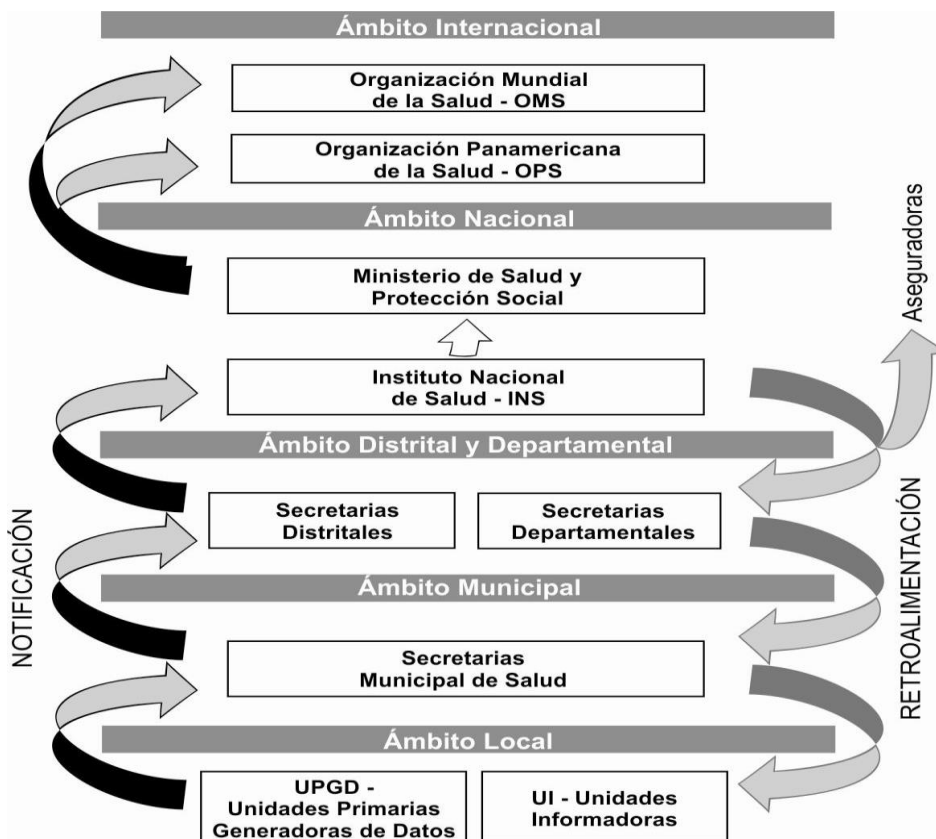 Ámbito Internacional
Organización Mundial
de la Salud - OMS
Organización Panamericana
de la Salud - OPS
Ámbito Nacional
Ministerio de Salud y
Protección Social
Aseguradoras
Instituto Nacional
de Salud - INS
Ámbito Distrital y Departamental
Secretarias
Distritales
Secretarias
Departamentales
NOTIFICACIÓN
RETROALIMENTACIÓN
Ámbito Municipal
Secretarias
Municipal de Salud
Ámbito Local
UPGD -
Unidades Primarias
Generadoras de Datos
UI - Unidades
Informadoras